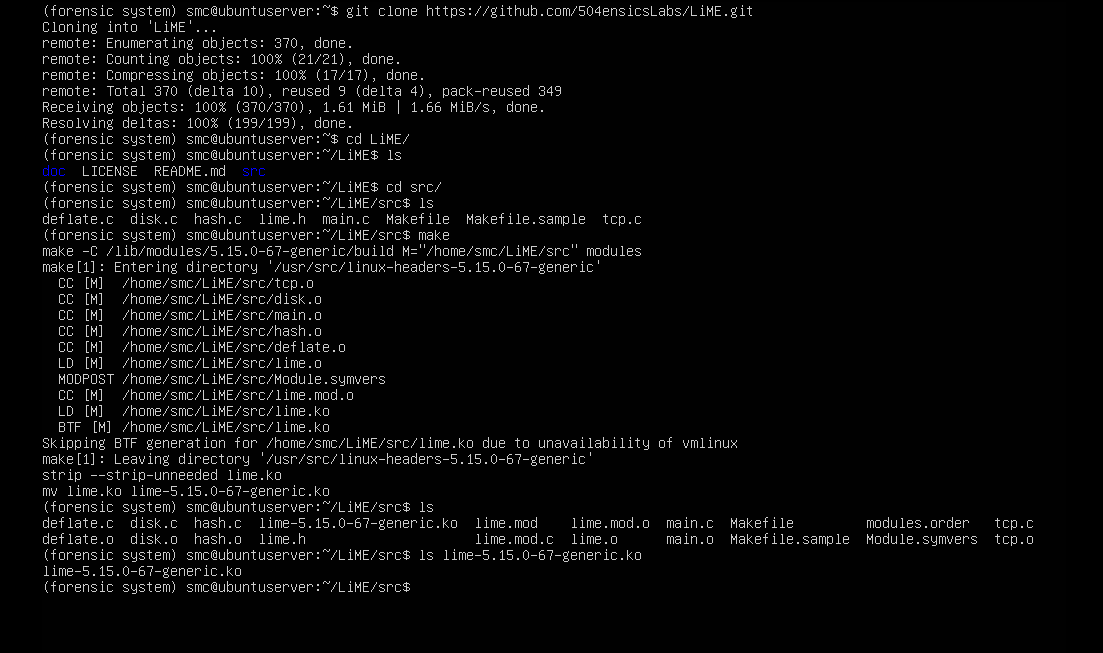 (forensic system) smc@ubuntuserver:~$ git clone https://github.com/504ensicsLabs/LiME.git
Cloning into 'LiME'...
remote: Enumerating objects: 370, done.
remote: Counting objects: 100% (21/21), done.
remote: Compressing objects: 100% (17/17), done.
remote: Total 370 (delta 10), reused 9 (delta 4), pack-reused 349
Receiving objects: 100% (370/370), 1.61 MiB | 1.66 MiB/s, done.
Resolving deltas: 100% (199/199), done.
(forensic system) smc@ubuntuserver:~$ cd LiME/
(forensic system) smc@ubuntuserver:~/LiME$ ls
doc  LICENSE  README.md  src
(forensic system) smc@ubuntuserver:~/LiME$ cd src/
(forensic system) smc@ubuntuserver:~/LiME/src$ ls
deflate.c  disk.c  hash.c  lime.h  main.c  Makefile  Makefile.sample  tcp.c
(forensic system) smc@ubuntuserver:~/LiME/src$ make
make -C /lib/modules/5.15.0-67-generic/build M="/home/smc/LiME/src" modules
make[1]: Entering directory '/usr/src/linux-headers-5.15.0-67-generic'
  CC [M]  /home/smc/LiME/src/tcp.o
  CC [M]  /home/smc/LiME/src/disk.o
  CC [M]  /home/smc/LiME/src/main.o
  CC [M]  /home/smc/LiME/src/hash.o
  CC [M]  /home/smc/LiME/src/deflate.o
  LD [M]  /home/smc/LiME/src/lime.o
  MODPOST /home/smc/LiME/src/Module.symvers
  CC [M]  /home/smc/LiME/src/lime.mod.o
  LD [M]  /home/smc/LiME/src/lime.ko
  BTF [M] /home/smc/LiME/src/lime.ko
Skipping BTF generation for /home/smc/LiME/src/lime.ko due to unavailability of vmlinux
make[1]: Leaving directory '/usr/src/linux-headers-5.15.0-67-generic'
strip --strip-unneeded lime.ko
mv lime.ko lime-5.15.0-67-generic.ko
(forensic system) smc@ubuntuserver:~/LiME/src$ ls
deflate.c  disk.c  hash.c  lime-5.15.0-67-generic.ko  lime.mod    lime.mod.o  main.c  Makefile         modules.order   tcp.c
deflate.o  disk.o  hash.o  lime.h                     lime.mod.c  lime.o      main.o  Makefile.sample  Module.symvers  tcp.o
(forensic system) smc@ubuntuserver:~/LiME/src$ ls lime-5.15.0-67-generic.ko
lime-5.15.0-67-generic.ko
(forensic system) smc@ubuntuserver:~/LiME/src$